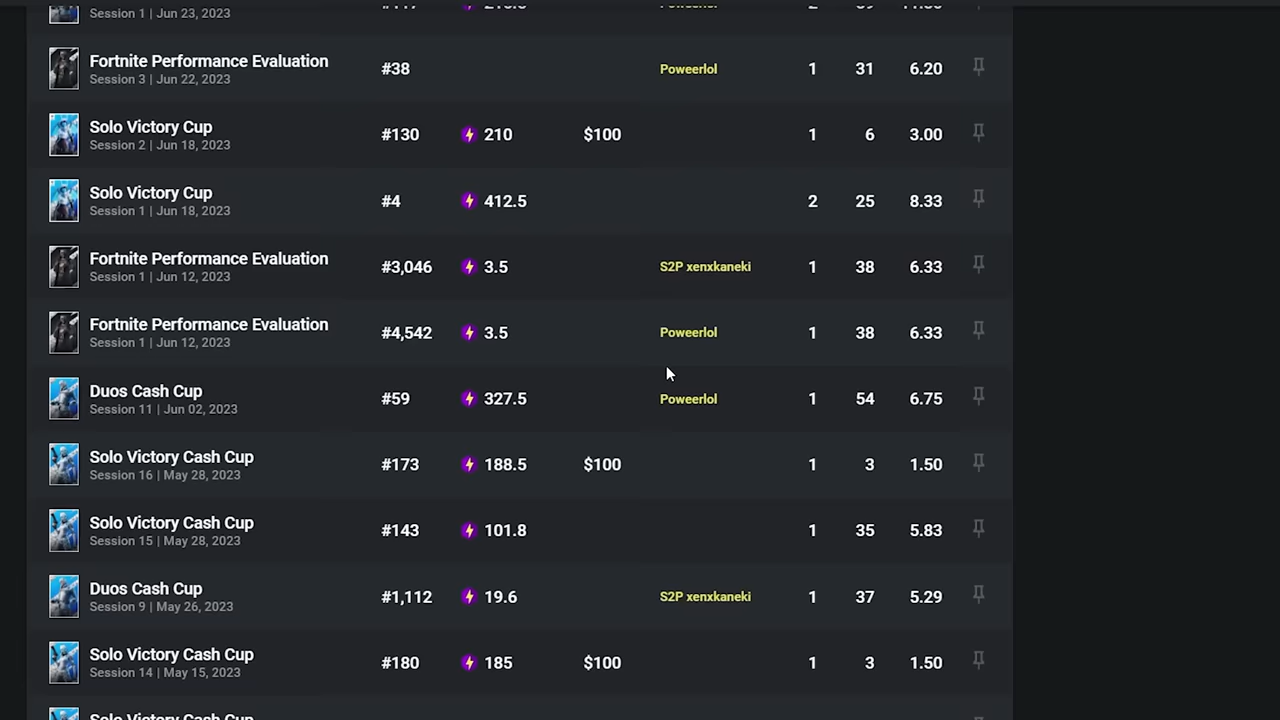 Session 1 | Jun 23, 2023
Fortnite Performance Evaluation
Session 3 | Jun 22, 2023
#38 Poweerlol 1 31 6.20
Solo Victory Cup
Session 2 | Jun 18, 2023
#130 210 $100 1 6 3.00
Solo Victory Cup
Session 1 | Jun 18, 2023
#4 412.5 2 25 8.33
Fortnite Performance Evaluation
Session 1 | Jun 12, 2023
#3,046 3.5 S2P xenxkaneki 1 38 6.33
Fortnite Performance Evaluation
Session 1 | Jun 12, 2023
#4,542 3.5 Poweerlol 1 38 6.33
Duos Cash Cup
Session 11 | Jun 02, 2023
#59 327.5 Poweerlol 1 54 6.75
Solo Victory Cash Cup
Session 16 | May 28, 2023
#173 188.5 $100 1 3 1.50
Solo Victory Cash Cup
Session 15 | May 28, 2023
#143 101.8 1 35 5.83
Duos Cash Cup
Session 9 | May 26, 2023
#1,112 19.6 S2P xenxkaneki 1 37 5.29
Solo Victory Cash Cup
Session 14 | May 15, 2023
#180 185 $100 1 3 1.50
Solo Victory Cash Cup